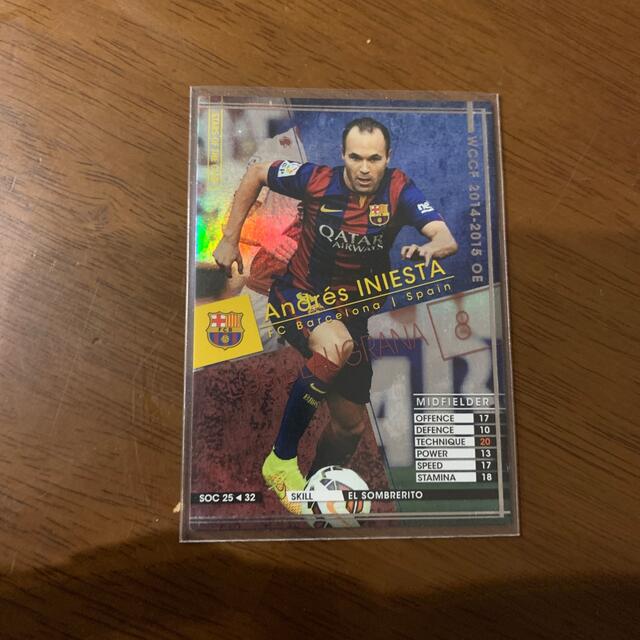 WCCF 2014-2015 OE
QATAR
AIRWAYS
Andrés INIESTA
FC Barcelona | Spain
FCB
8
MIDFIELDER
OFFENCE 17
DEFENCE 10
TECHNIQUE 20
POWER 13
SPEED 17
STAMINA 18
SOC 25 ◄ 32 SKILL EL SOMBRERITO